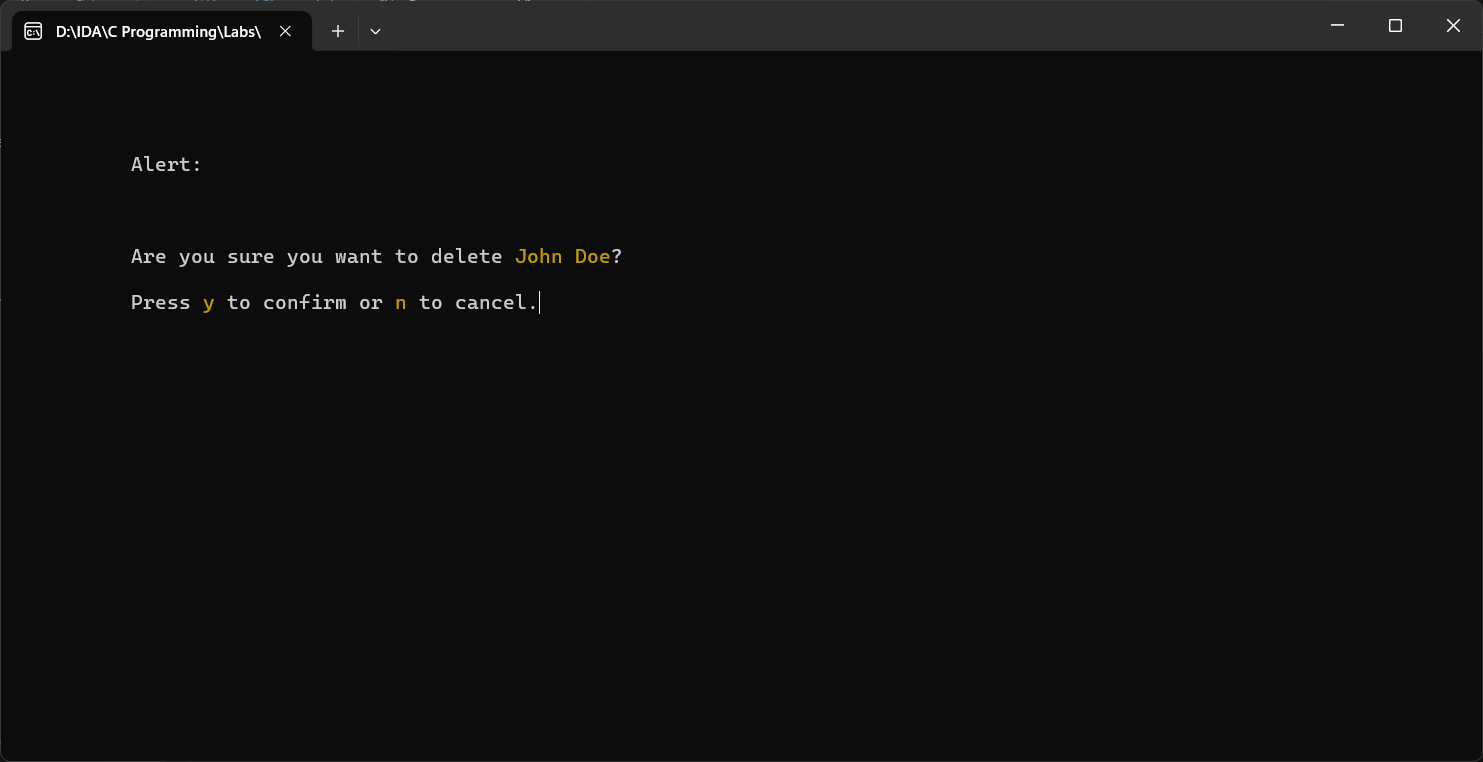 D:\IDA\C Programming\Labs\
Alert:
Are you sure you want to delete John Doe?
Press y to confirm or n to cancel.